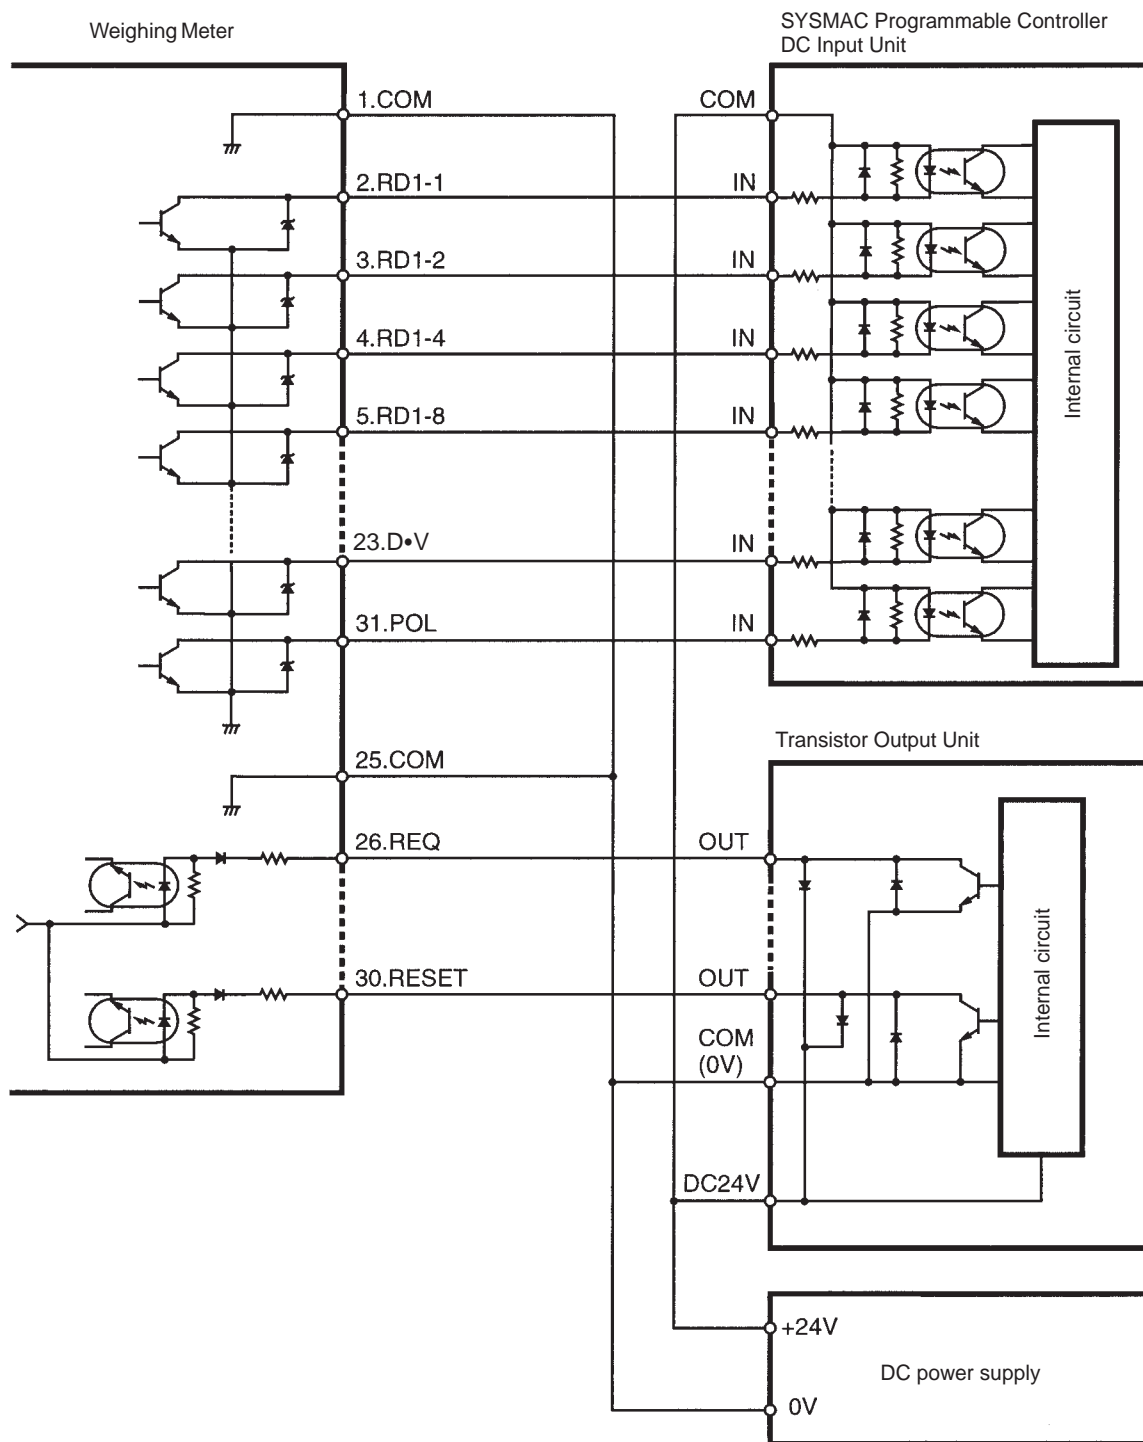 Weighing Meter
SYSMAC Programmable Controller
DC Input Unit
1.COM
COM
2.RD1-1
IN
3.RD1-2
IN
4.RD1-4
IN
5.RD1-8
IN
Internal circuit
23.D•V
IN
31.POL
IN
Transistor Output Unit
25.COM
26.REQ
OUT
30.RESET
OUT
COM
(0V)
Internal circuit
DC24V
+24V
DC power supply
0V